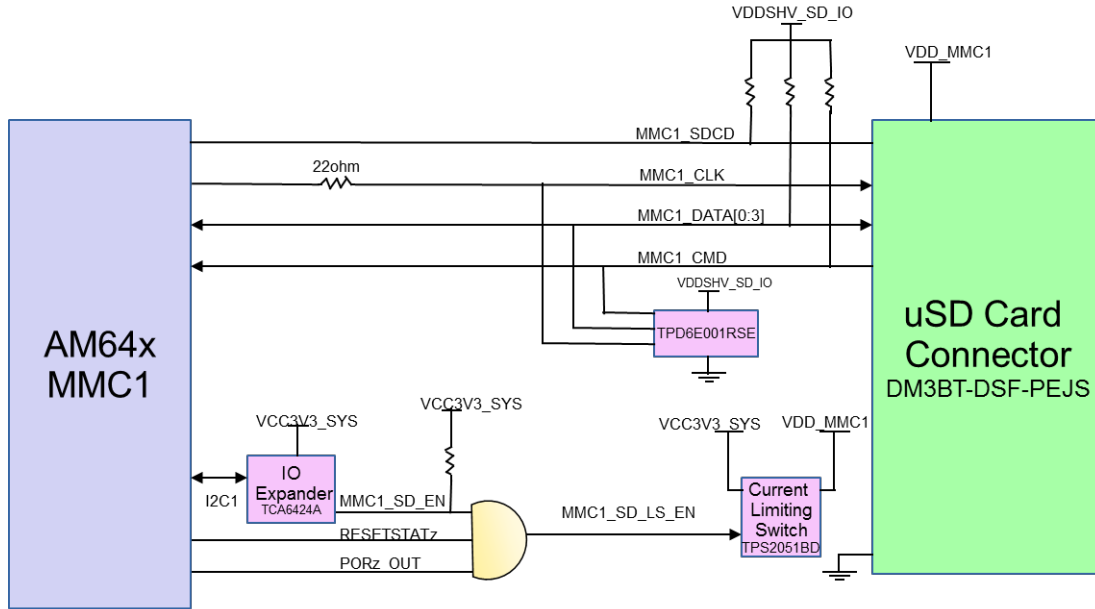 VDDSHV_SD_IO
VDD_MMC1
MMC1_SDCD
22ohm
MMC1_CLK
MMC1_DATA[0:3]
MMC1_CMD
VDDSHV_SD_IO
TPD6E001RSE
AM64x
MMC1
uSD Card
Connector
DM3BT-DSF-PEJS
VCC3V3_SYS
VCC3V3_SYS
VCC3V3_SYS
VDD_MMC1
I2C1
IO
Expander
TCA6424A
MMC1_SD_EN
RESETSTATz
PORz_OUT
MMC1_SD_LS_EN
Current
Limiting
Switch
TPS2051BD